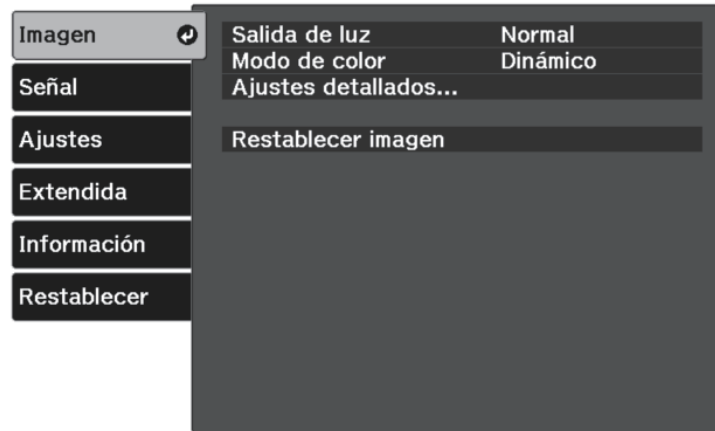 Imagen
Señal
Ajustes
Extendida
Información
Restablecer
Salida de luz Normal
Modo de color Dinámico
Ajustes detallados...
Restablecer imagen